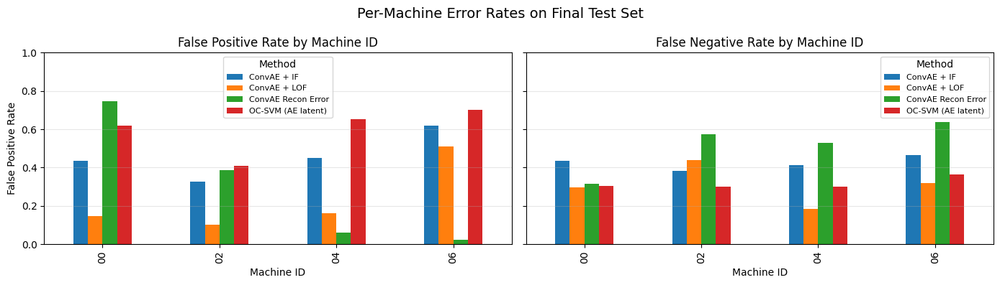 Per-Machine Error Rates on Final Test Set
False Positive Rate by Machine ID
False Positive Rate
1.0
0.8
0.6
0.4
0.2
0.0
Method
ConvAE + IF
ConvAE + LOF
ConvAE Recon Error
OC-SVM (AE latent)
00
02
04
06
Machine ID
False Negative Rate by Machine ID
Method
ConvAE + IF
ConvAE + LOF
ConvAE Recon Error
OC-SVM (AE latent)
00
02
04
06
Machine ID